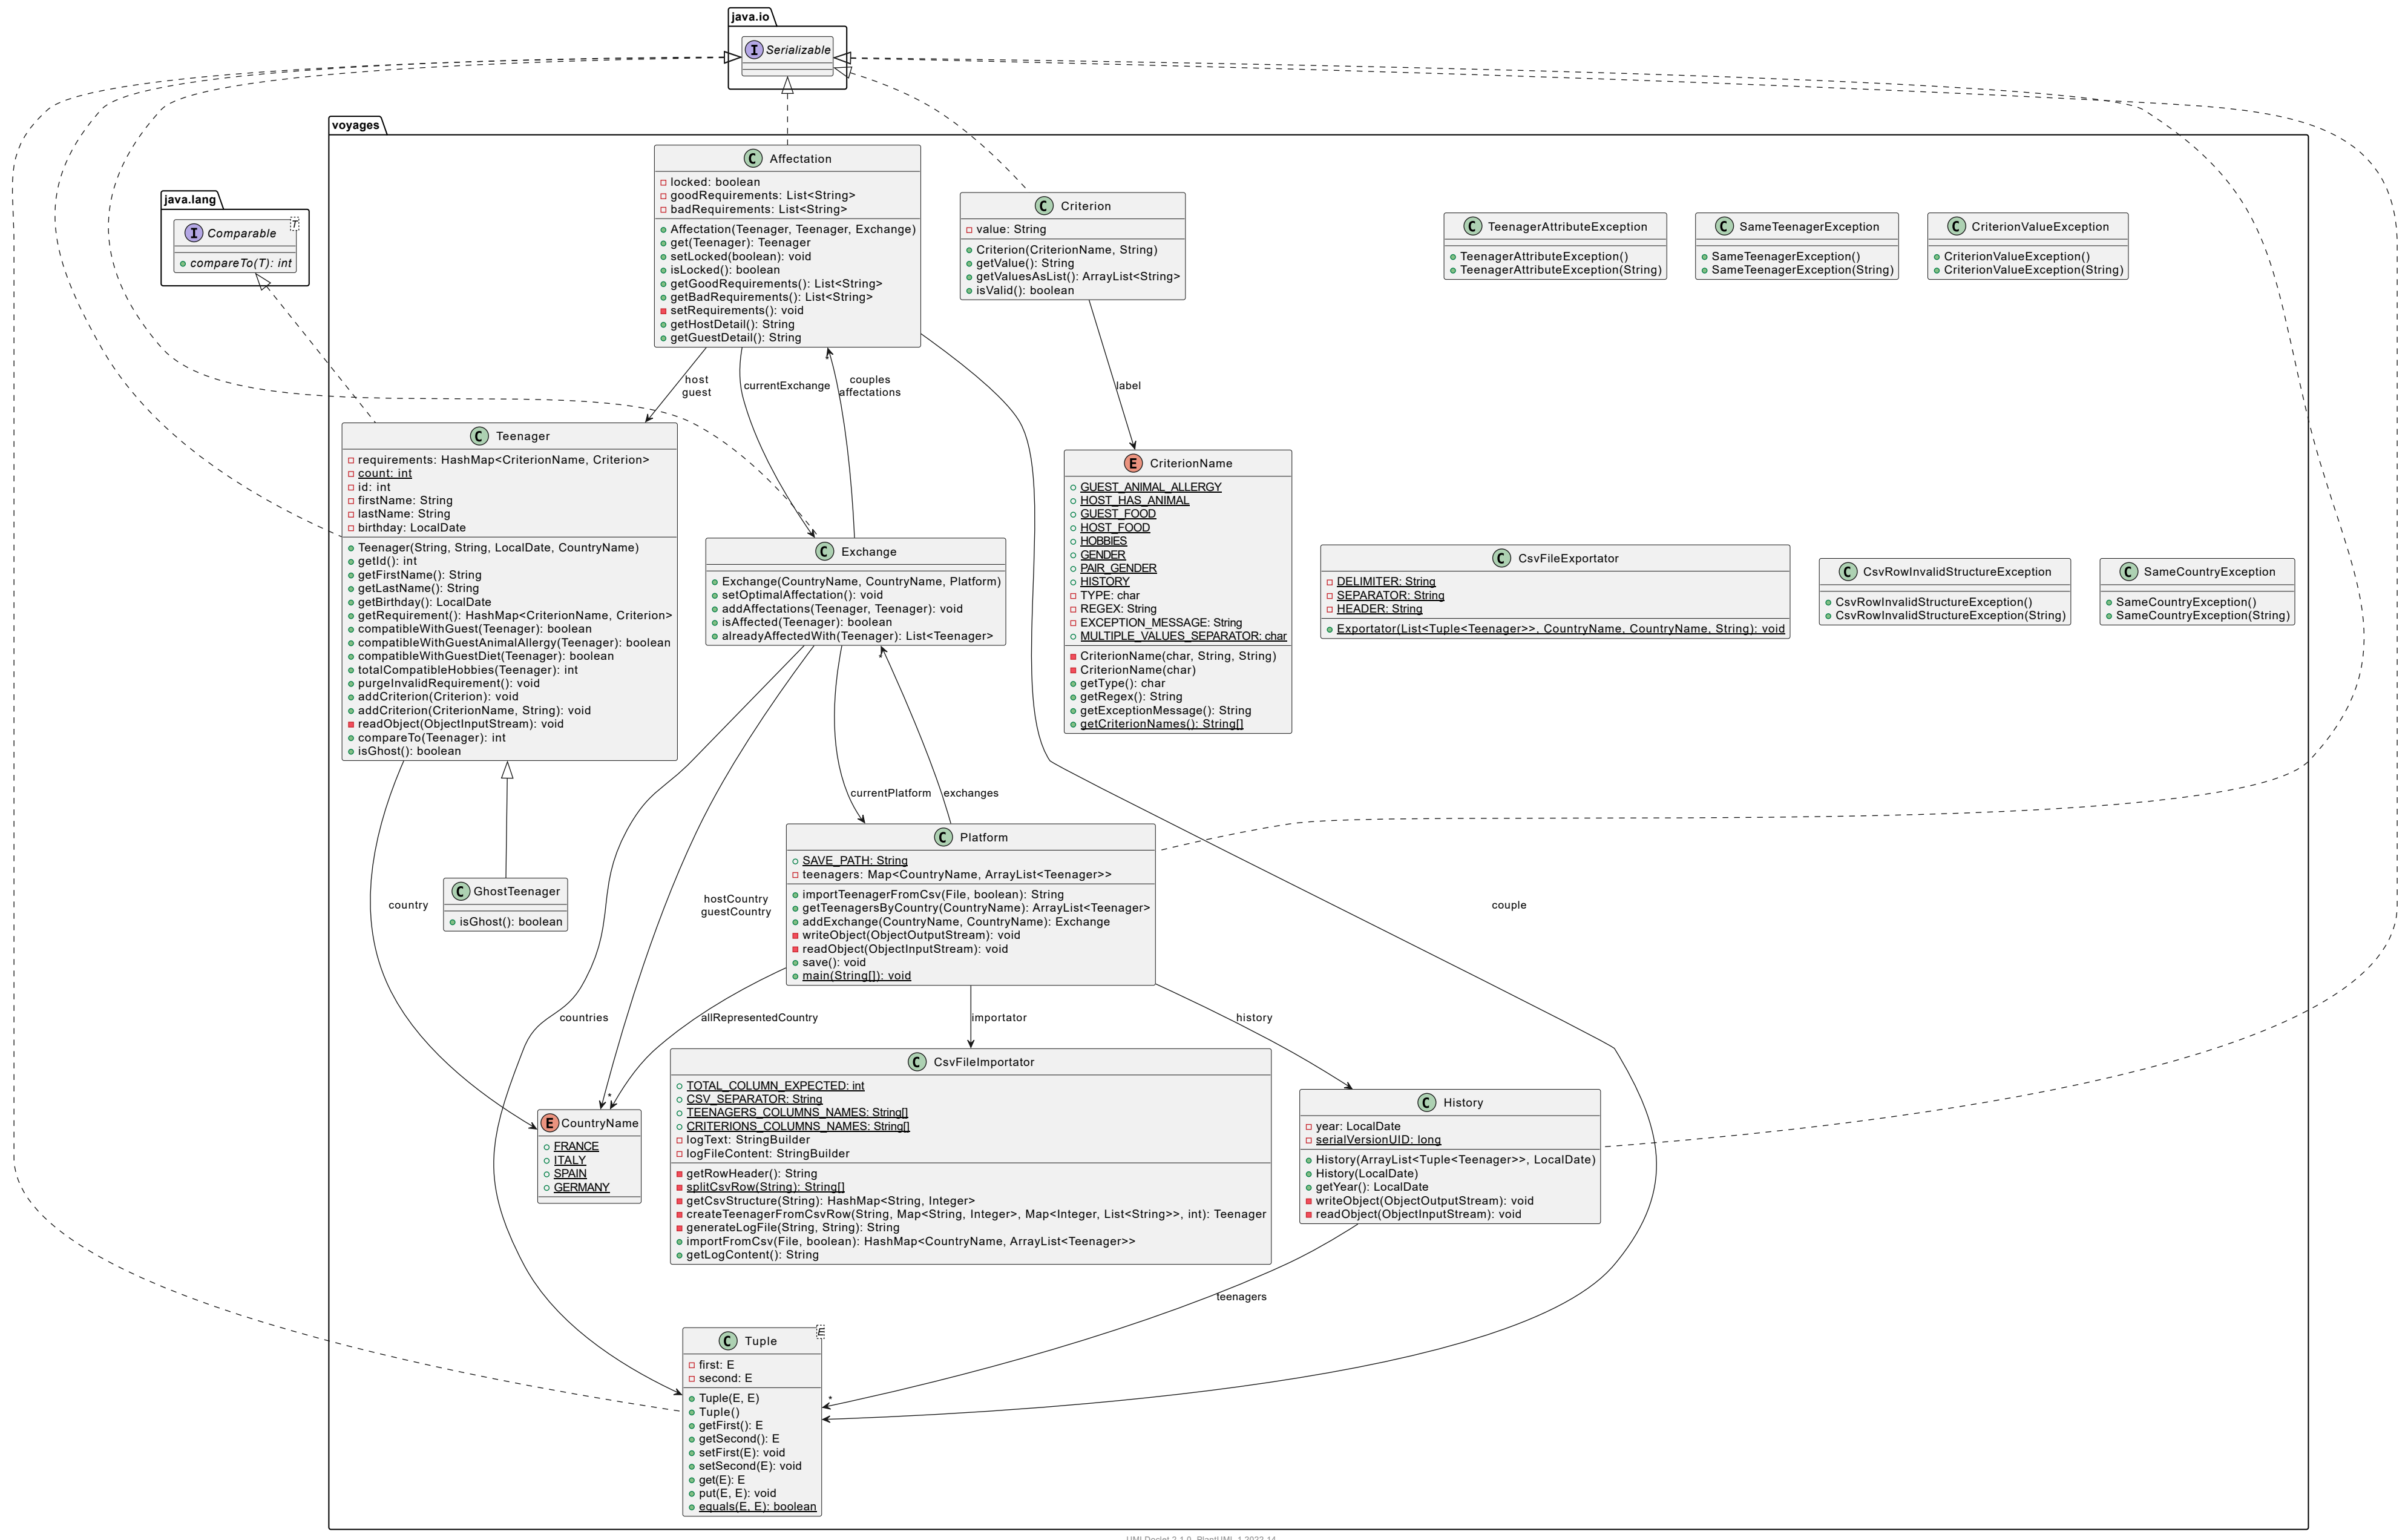 java.io
I Serializable
voyages
java.lang
I Comparable
T
compareTo(T): int
C Affectation
locked: boolean
goodRequirements: List<String>
badRequirements: List<String>
Affectation(Teenager, Teenager, Exchange)
get(Teenager): Teenager
setLocked(boolean): void
isLocked(): boolean
getGoodRequirements(): List<String>
getBadRequirements(): List<String>
setRequirements(): void
getHostDetail(): String
getGuestDetail(): String
C Criterion
value: String
Criterion(CriterionName, String)
getValue(): String
getValuesAsList(): ArrayList<String>
isValid(): boolean
C TeenagerAttributeException
TeenagerAttributeException()
TeenagerAttributeException(String)
C SameTeenagerException
SameTeenagerException()
SameTeenagerException(String)
C CriterionValueException
CriterionValueException()
CriterionValueException(String)
host
guest
currentExchange
*
couples
affectations
label
C Teenager
requirements: HashMap<CriterionName, Criterion>
count: int
id: int
firstName: String
lastName: String
birthday: LocalDate
Teenager(String, String, LocalDate, CountryName)
getId(): int
getFirstName(): String
getLastName(): String
getBirthday(): LocalDate
getRequirement(): HashMap<CriterionName, Criterion>
compatibleWithGuest(Teenager): boolean
compatibleWithGuestAnimalAllergy(Teenager): boolean
compatibleWithGuestDiet(Teenager): boolean
totalCompatibleHobbies(Teenager): int
purgeInvalidRequirement(): void
addCriterion(Criterion): void
addCriterion(CriterionName, String): void
readObject(ObjectInputStream): void
compareTo(Teenager): int
isGhost(): boolean
C Exchange
Exchange(CountryName, CountryName, Platform)
setOptimalAffectation(): void
addAffectations(Teenager, Teenager): void
isAffected(Teenager): boolean
alreadyAffectedWith(Teenager): List<Teenager>
E CriterionName
GUEST_ANIMAL_ALLERGY
HOST_HAS_ANIMAL
GUEST_FOOD
HOST_FOOD
HOBBIES
GENDER
PAIR_GENDER
HISTORY
TYPE: char
REGEX: String
EXCEPTION_MESSAGE: String
MULTIPLE_VALUES_SEPARATOR: char
CriterionName(char, String, String)
CriterionName(char)
getType(): char
getRegex(): String
getExceptionMessage(): String
getCriterionNames(): String[]
C CsvFileExportator
DELIMITER: String
SEPARATOR: String
HEADER: String
Exportator(List<Tuple<Teenager>>, CountryName, CountryName, String): void
C CsvRowInvalidStructureException
CsvRowInvalidStructureException()
CsvRowInvalidStructureException(String)
C SameCountryException
SameCountryException()
SameCountryException(String)
*
currentPlatform
exchanges
C GhostTeenager
isGhost(): boolean
country
hostCountry
guestCountry
couple
C Platform
SAVE_PATH: String
teenagers: Map<CountryName, ArrayList<Teenager>>
importTeenagerFromCsv(File, boolean): String
getTeenagersByCountry(CountryName): ArrayList<Teenager>
addExchange(CountryName, CountryName): Exchange
writeObject(ObjectOutputStream): void
readObject(ObjectInputStream): void
save(): void
main(String[]): void
countries
allRepresentedCountry
importator
history
*
E CountryName
FRANCE
ITALY
SPAIN
GERMANY
C CsvFileImportator
TOTAL_COLUMN_EXPECTED: int
CSV_SEPARATOR: String
TEENAGERS_COLUMNS_NAMES: String[]
CRITERIONS_COLUMNS_NAMES: String[]
logText: StringBuilder
logFileContent: StringBuilder
getRowHeader(): String
splitCsvRow(String): String[]
getCsvStructure(String): HashMap<String, Integer>
createTeenagerFromCsvRow(String, Map<String, Integer>, Map<Integer, List<String>>, int): Teenager
generateLogFile(String, String): String
importFromCsv(File, boolean): HashMap<CountryName, ArrayList<Teenager>>
getLogContent(): String
C History
year: LocalDate
serialVersionUID: long
History(ArrayList<Tuple<Teenager>>, LocalDate)
History(LocalDate)
getYear(): LocalDate
writeObject(ObjectOutputStream): void
readObject(ObjectInputStream): void
teenagers
*
C Tuple
E
first: E
second: E
Tuple(E, E)
Tuple()
getFirst(): E
getSecond(): E
setFirst(E): void
setSecond(E): void
get(E): E
put(E, E): void
equals(E, E): boolean